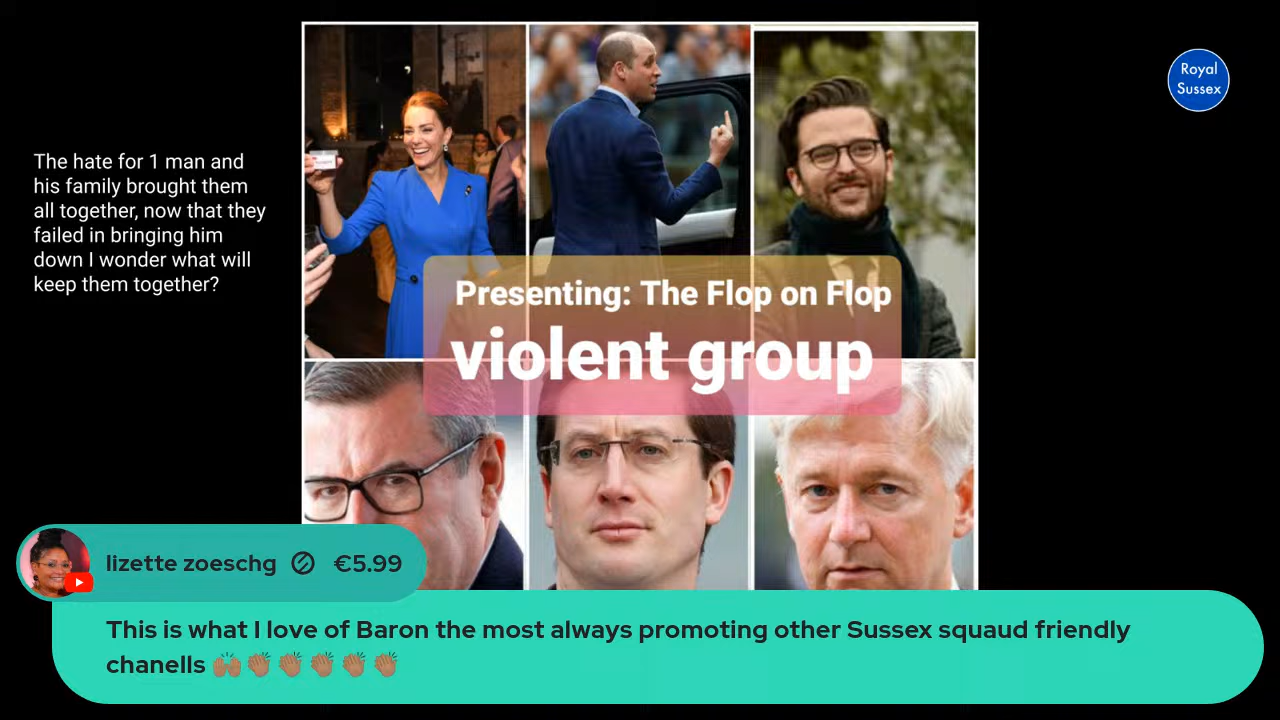 Royal
Sussex
The hate for 1 man and
his family brought them
all together, now that they
failed in bringing him
down I wonder what will
keep them together?
Presenting: The Flop on Flop
violent group
lizette zoeschg €5.99
This is what I love of Baron the most always promoting other Sussex squaud friendly
chanells 🙌🏽👏🏽👏🏽👏🏽👏🏽👏🏽